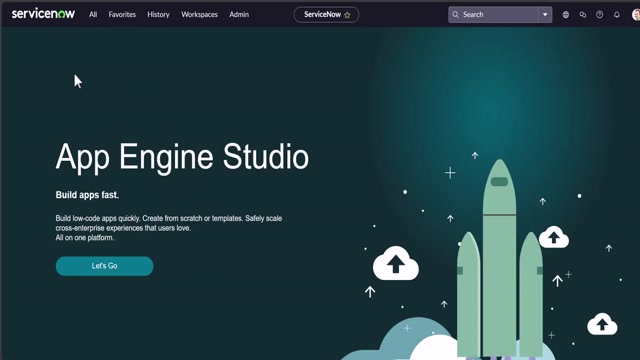 servicenow
All
Favorites
History
Workspaces
Admin
ServiceNow
Search
App Engine Studio
Build apps fast.
Build low-code apps quickly. Create from scratch or templates. Safely scale
cross-enterprise experiences that users love.
All on one platform.
Let's Go